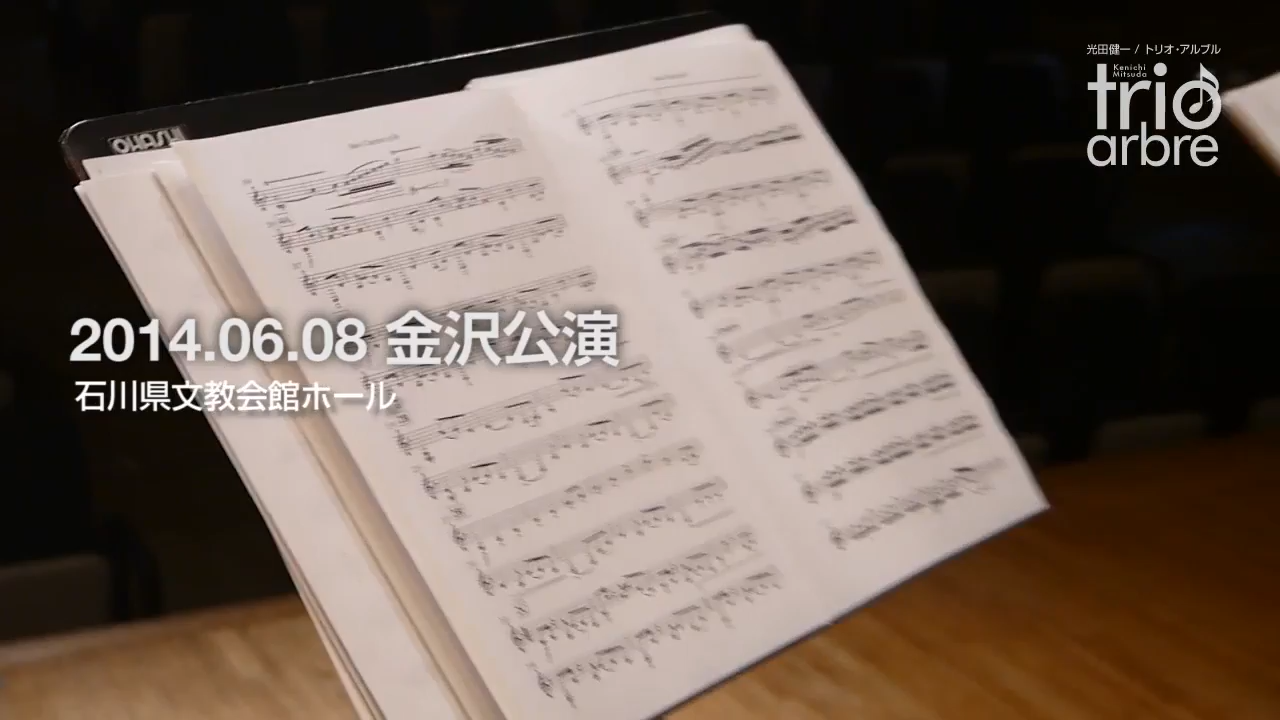 光田健一 / トリオ・アルブル
Kenichi
Mitsuda
trio
arbre
OHASHI
2014.06.08 金沢公演
石川県文教会館ホール